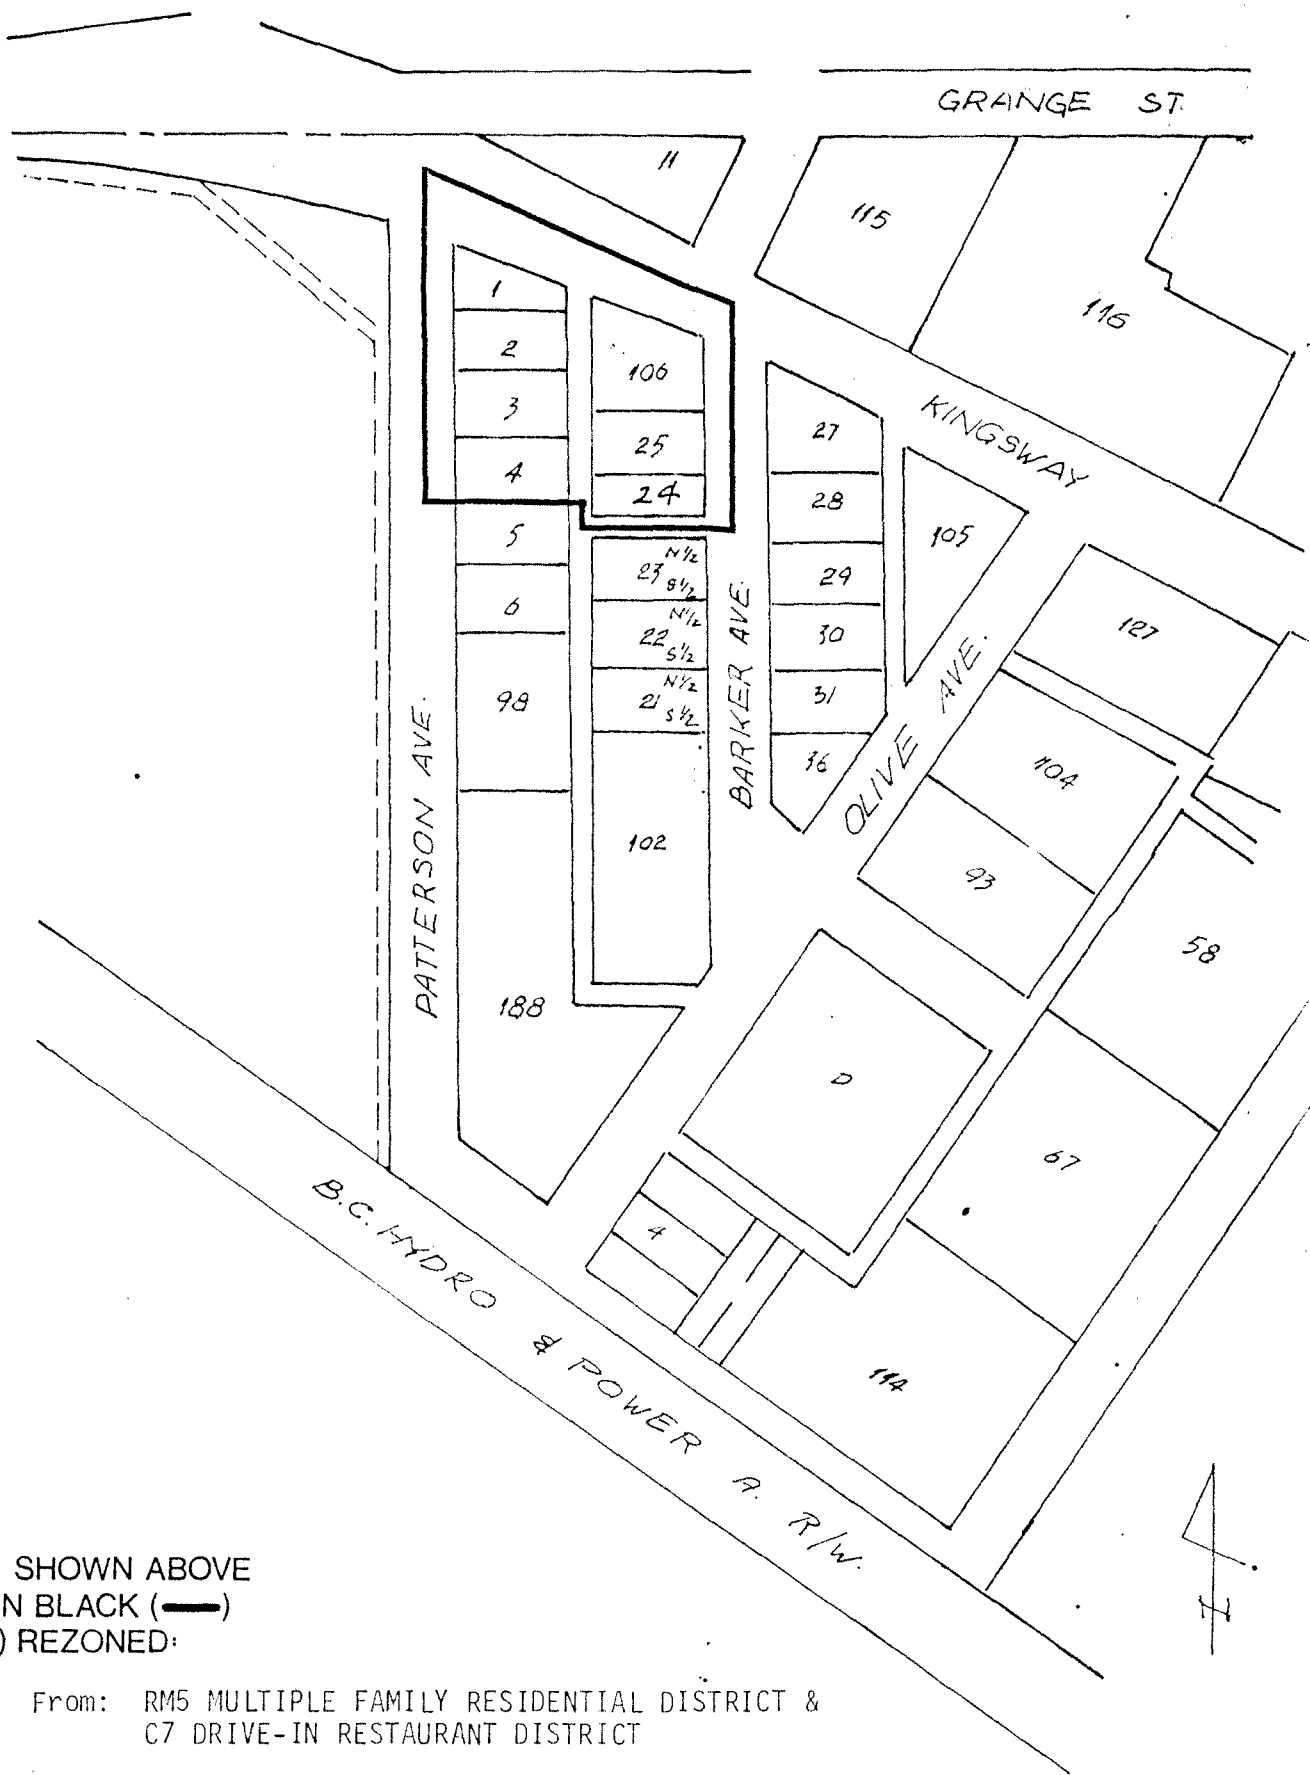 GRANGE ST.
11
115
116
1
2
3
4
5
6
98
188
106
25
24
23 N½ S½
22 N½ S½
21 N½ S½
102
27
28
29
30
31
36
105
KINGSWAY
127
104
93
58
D
67
4
114
PATTERSON AVE.
BARKER AVE.
OLIVE AVE.
B.C. HYDRO & POWER A. R/W.
SHOWN ABOVE
N BLACK (━)
) REZONED:
From: RM5 MULTIPLE FAMILY RESIDENTIAL DISTRICT &
C7 DRIVE-IN RESTAURANT DISTRICT